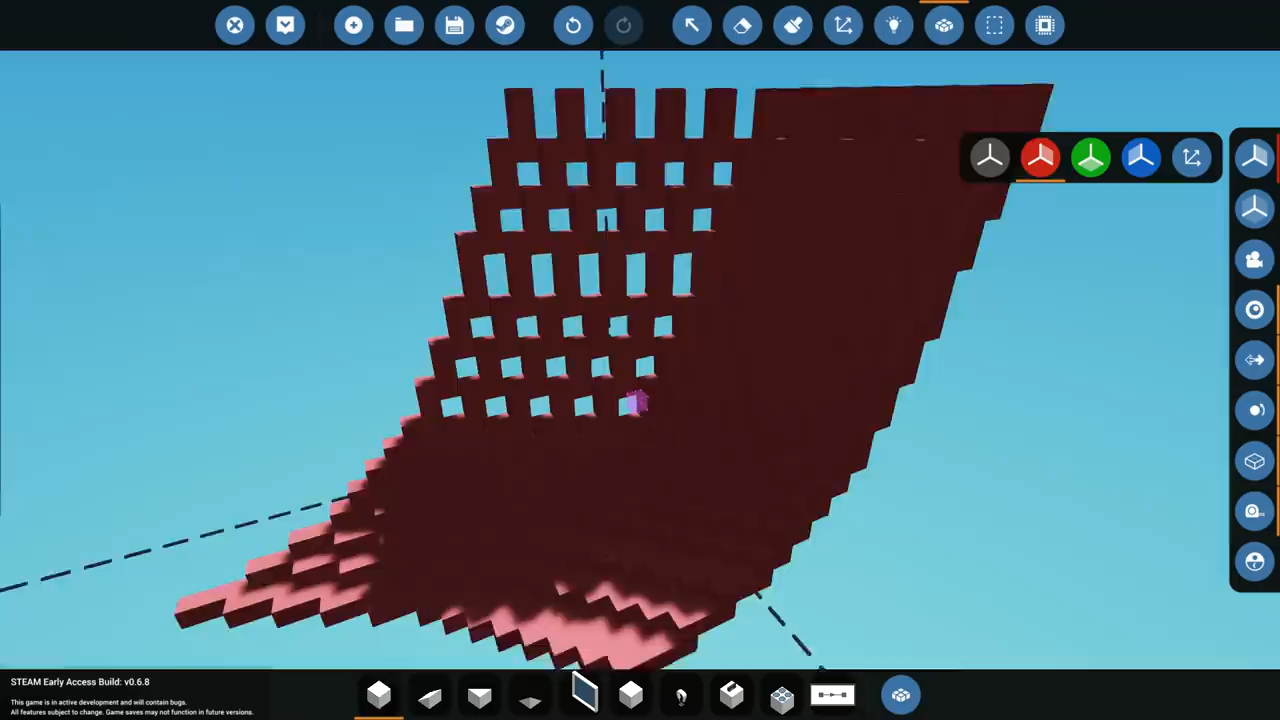 STEAM Early Access Build: v0.6.8
This game is in active development and will contain bugs.
All features subject to change. Game saves may not function in future versions.